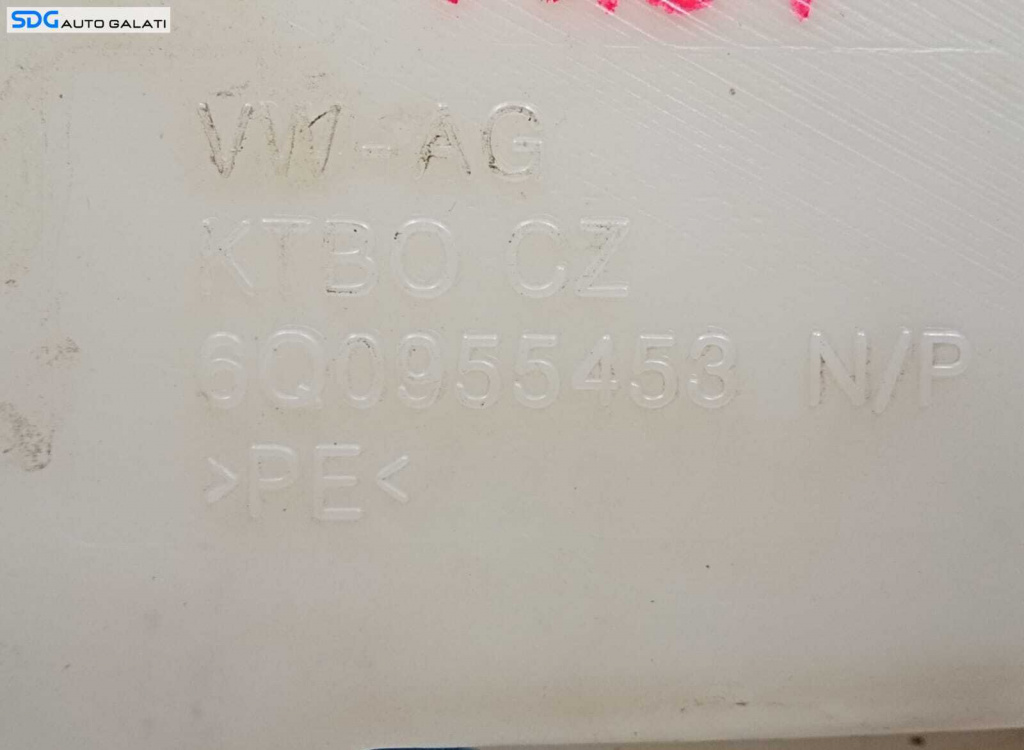 SDG AUTO GALATI
VW-AG
KTBO CZ
6Q0955453 N/P
>PE<